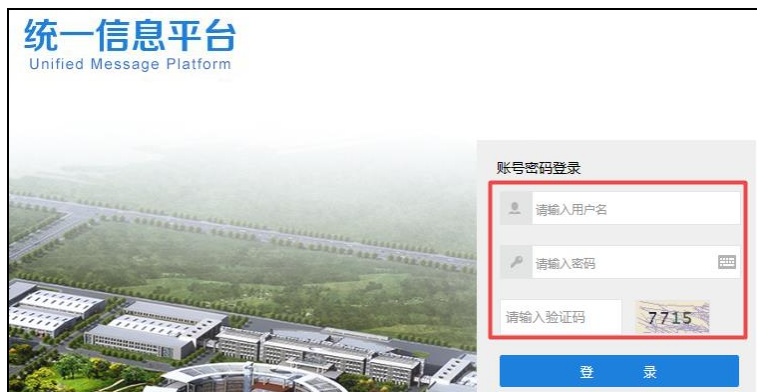 统一信息平台
Unified Message Platform
账号密码登录
请输入用户名
请输入密码
请输入验证码
7715
登 录